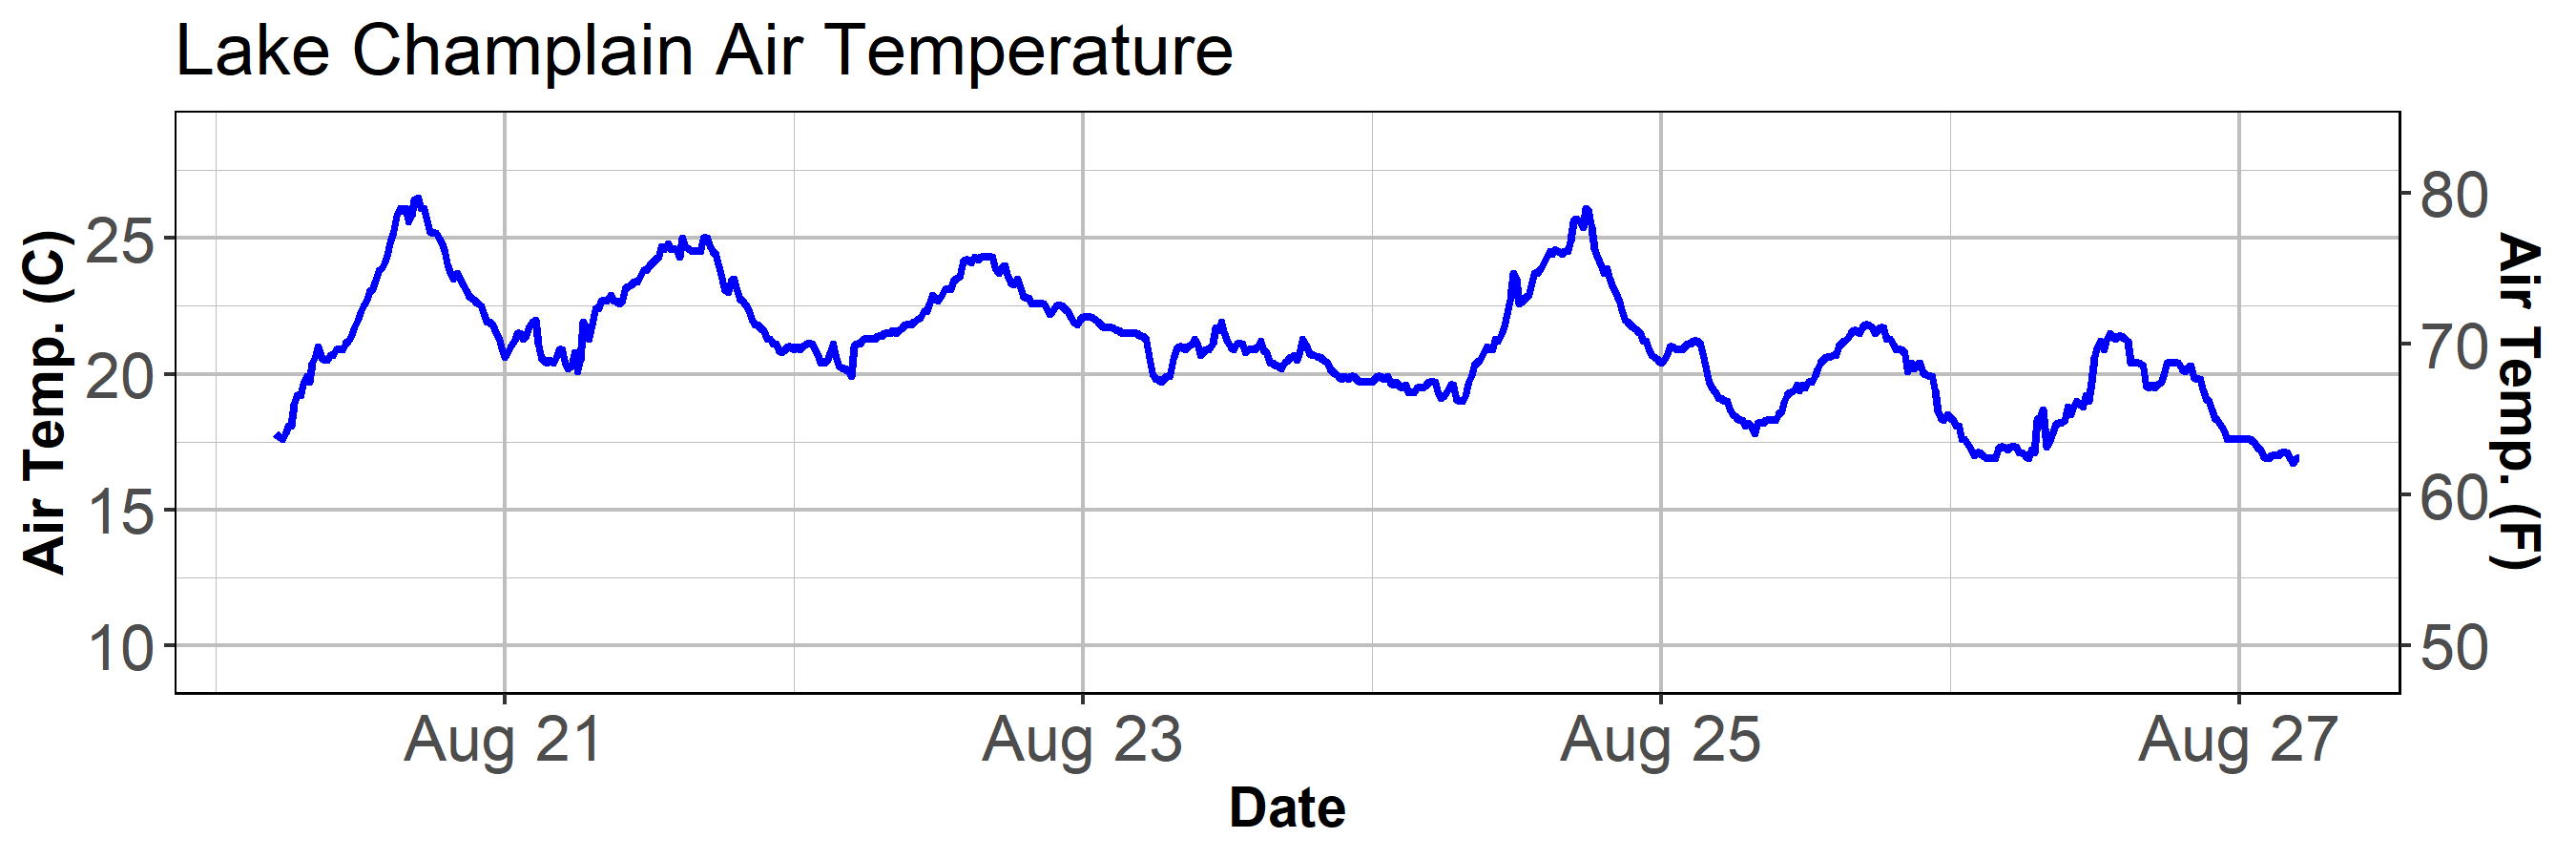 Lake Champlain Air Temperature
Air Temp. (C)
25
20
15
10
80
70
60
50
Air Temp. (F)
Aug 21
Aug 23
Aug 25
Aug 27
Date